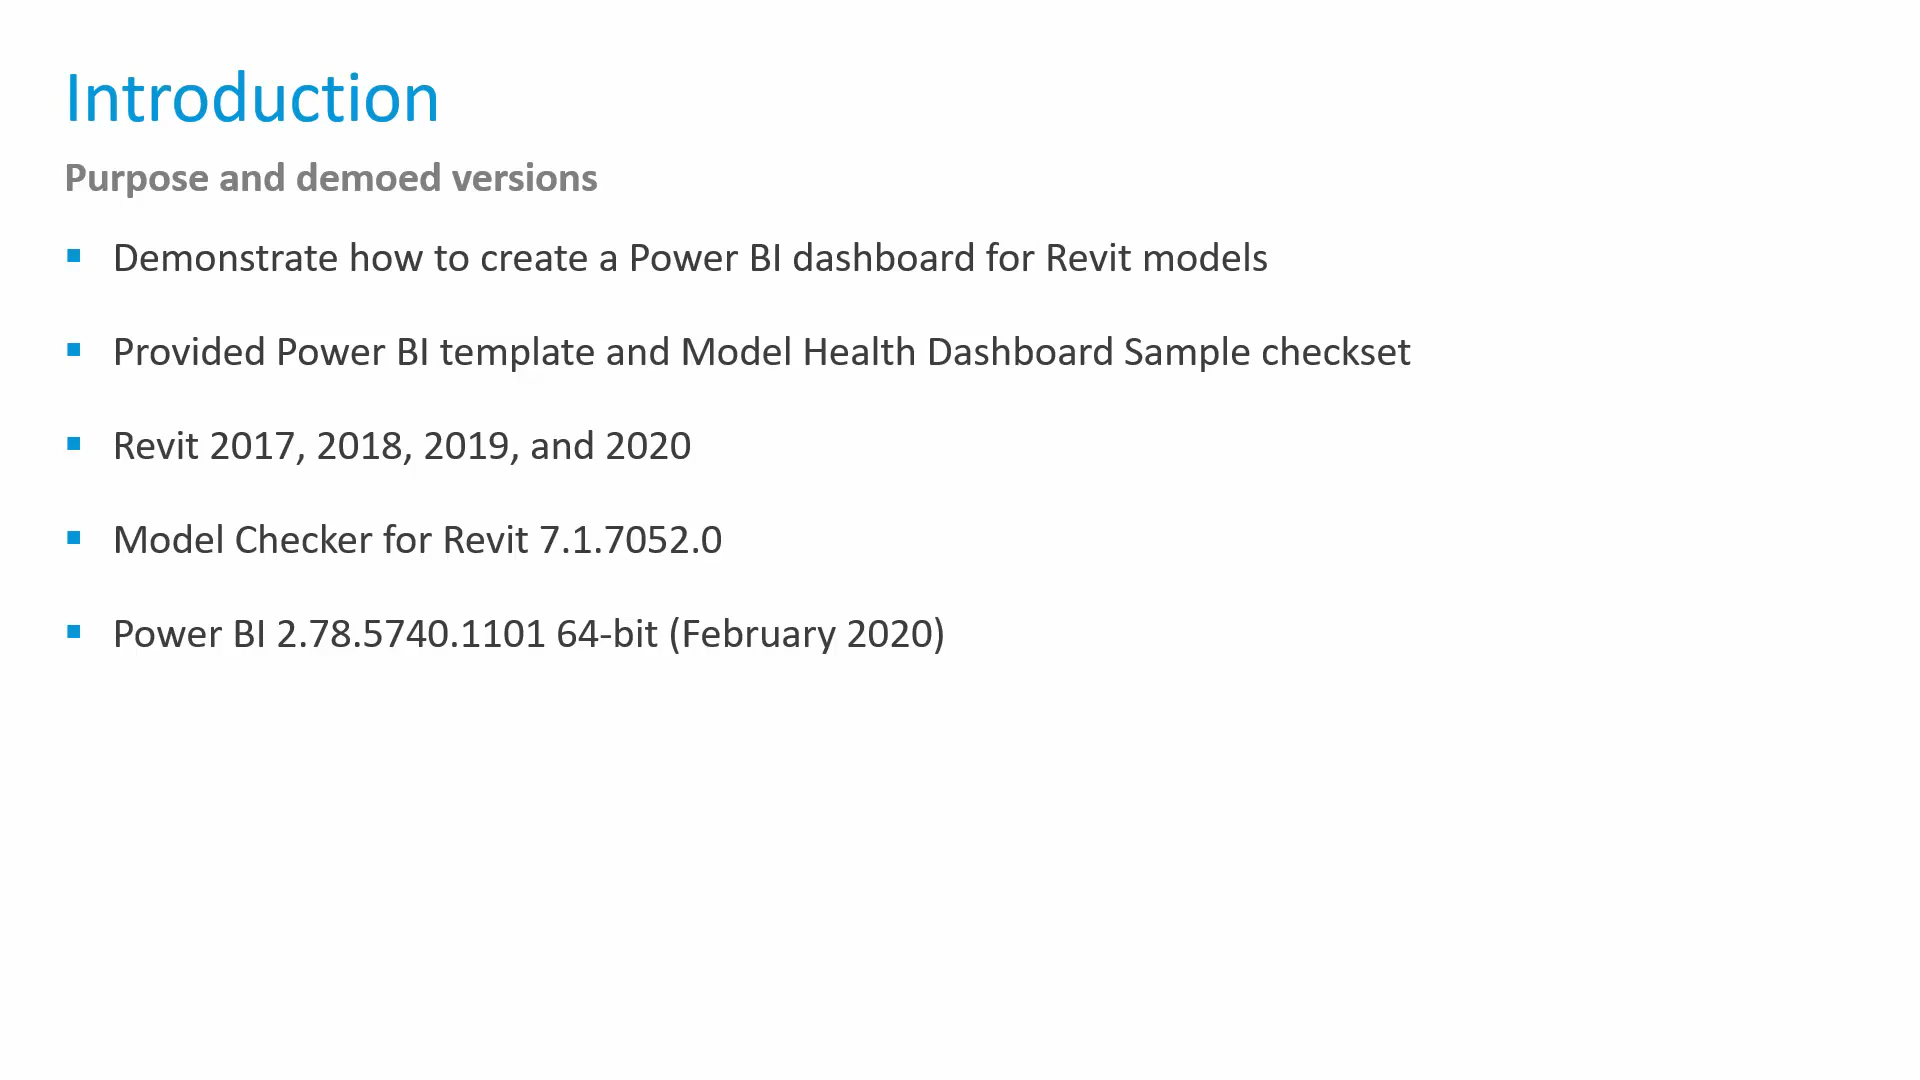 Introduction
Purpose and demoed versions
▪ Demonstrate how to create a Power BI dashboard for Revit models
▪ Provided Power BI template and Model Health Dashboard Sample checkset
▪ Revit 2017, 2018, 2019, and 2020
▪ Model Checker for Revit 7.1.7052.0
▪ Power BI 2.78.5740.1101 64-bit (February 2020)